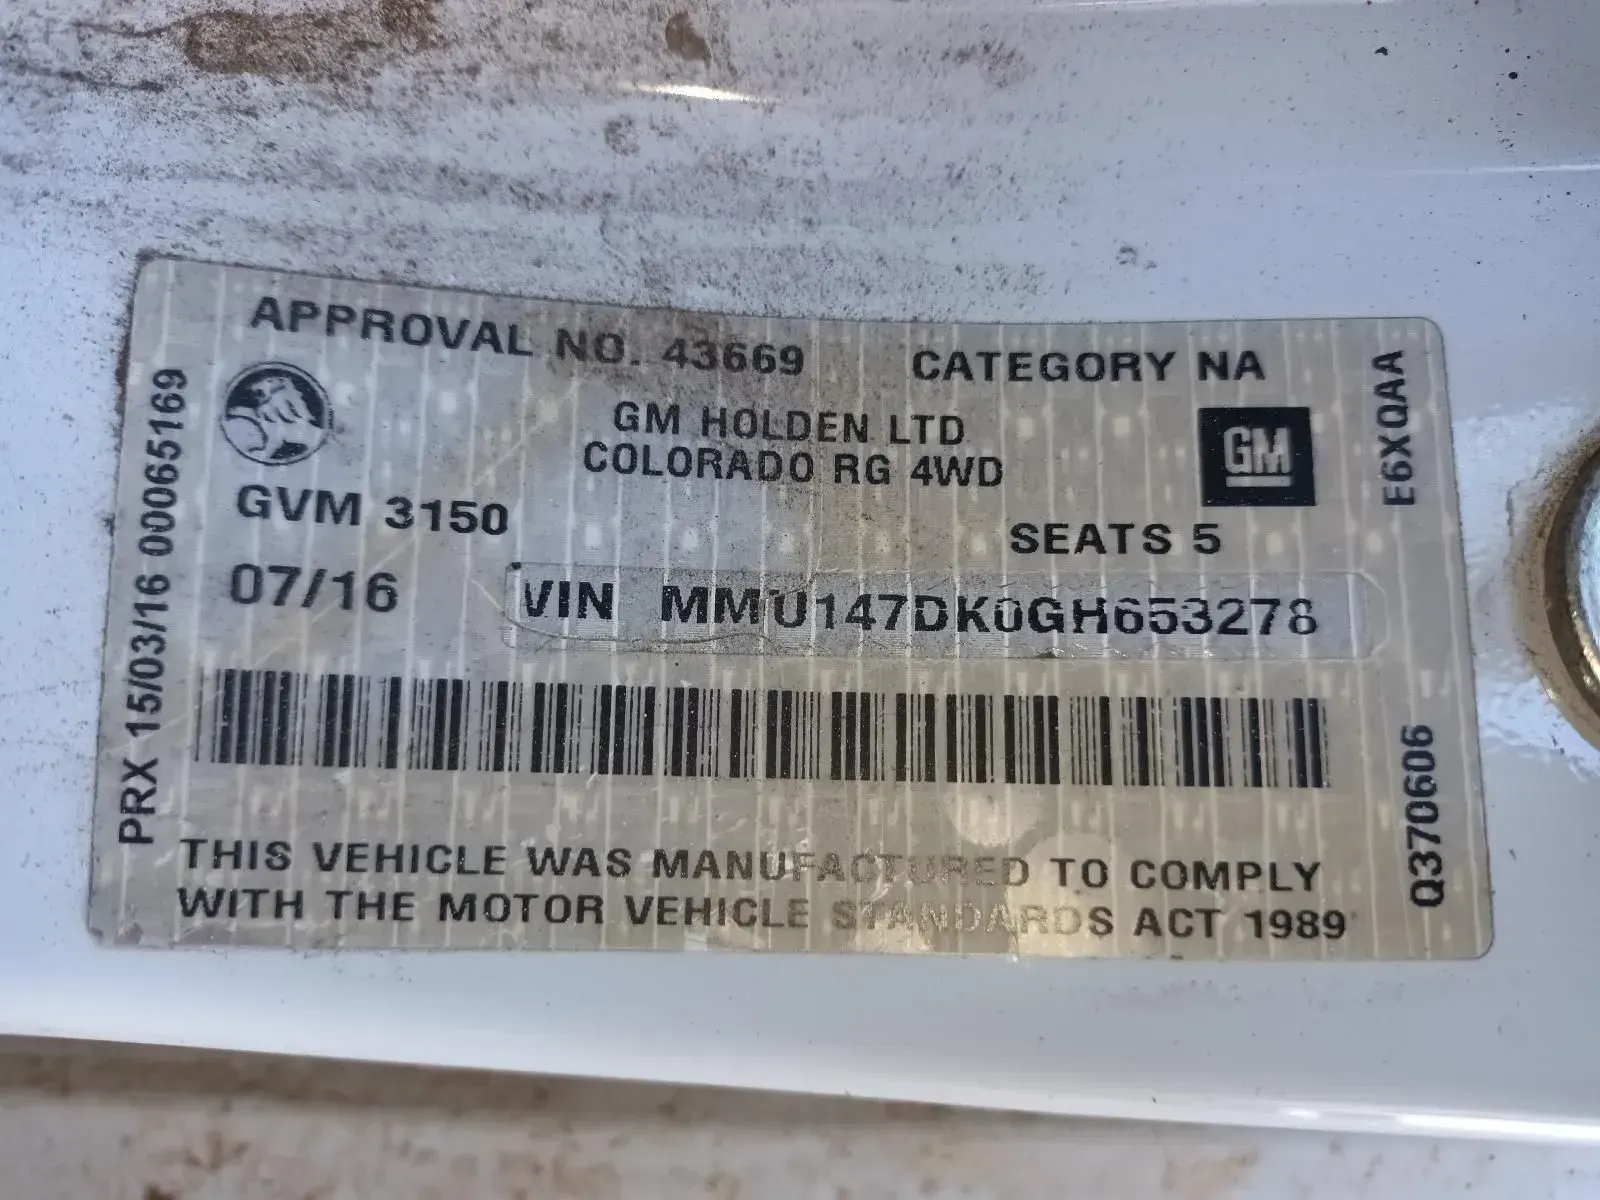 APPROVAL NO. 43669 CATEGORY NA
GM HOLDEN LTD
COLORADO RG 4WD
GM
GVM 3150
SEATS 5
07/16
VIN MMU147DK0GH653278
THIS VEHICLE WAS MANUFACTURED TO COMPLY
WITH THE MOTOR VEHICLE STANDARDS ACT 1989
PRX 15/03/16 00065169
E6XQAA
Q370606